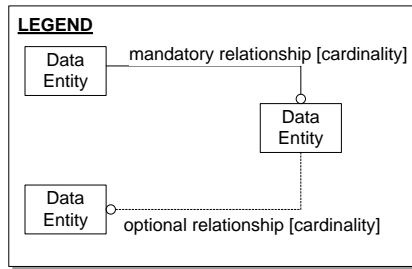 LEGEND
Data
Entity
mandatory relationship [cardinality]
Data
Entity
Data
Entity
optional relationship [cardinality]